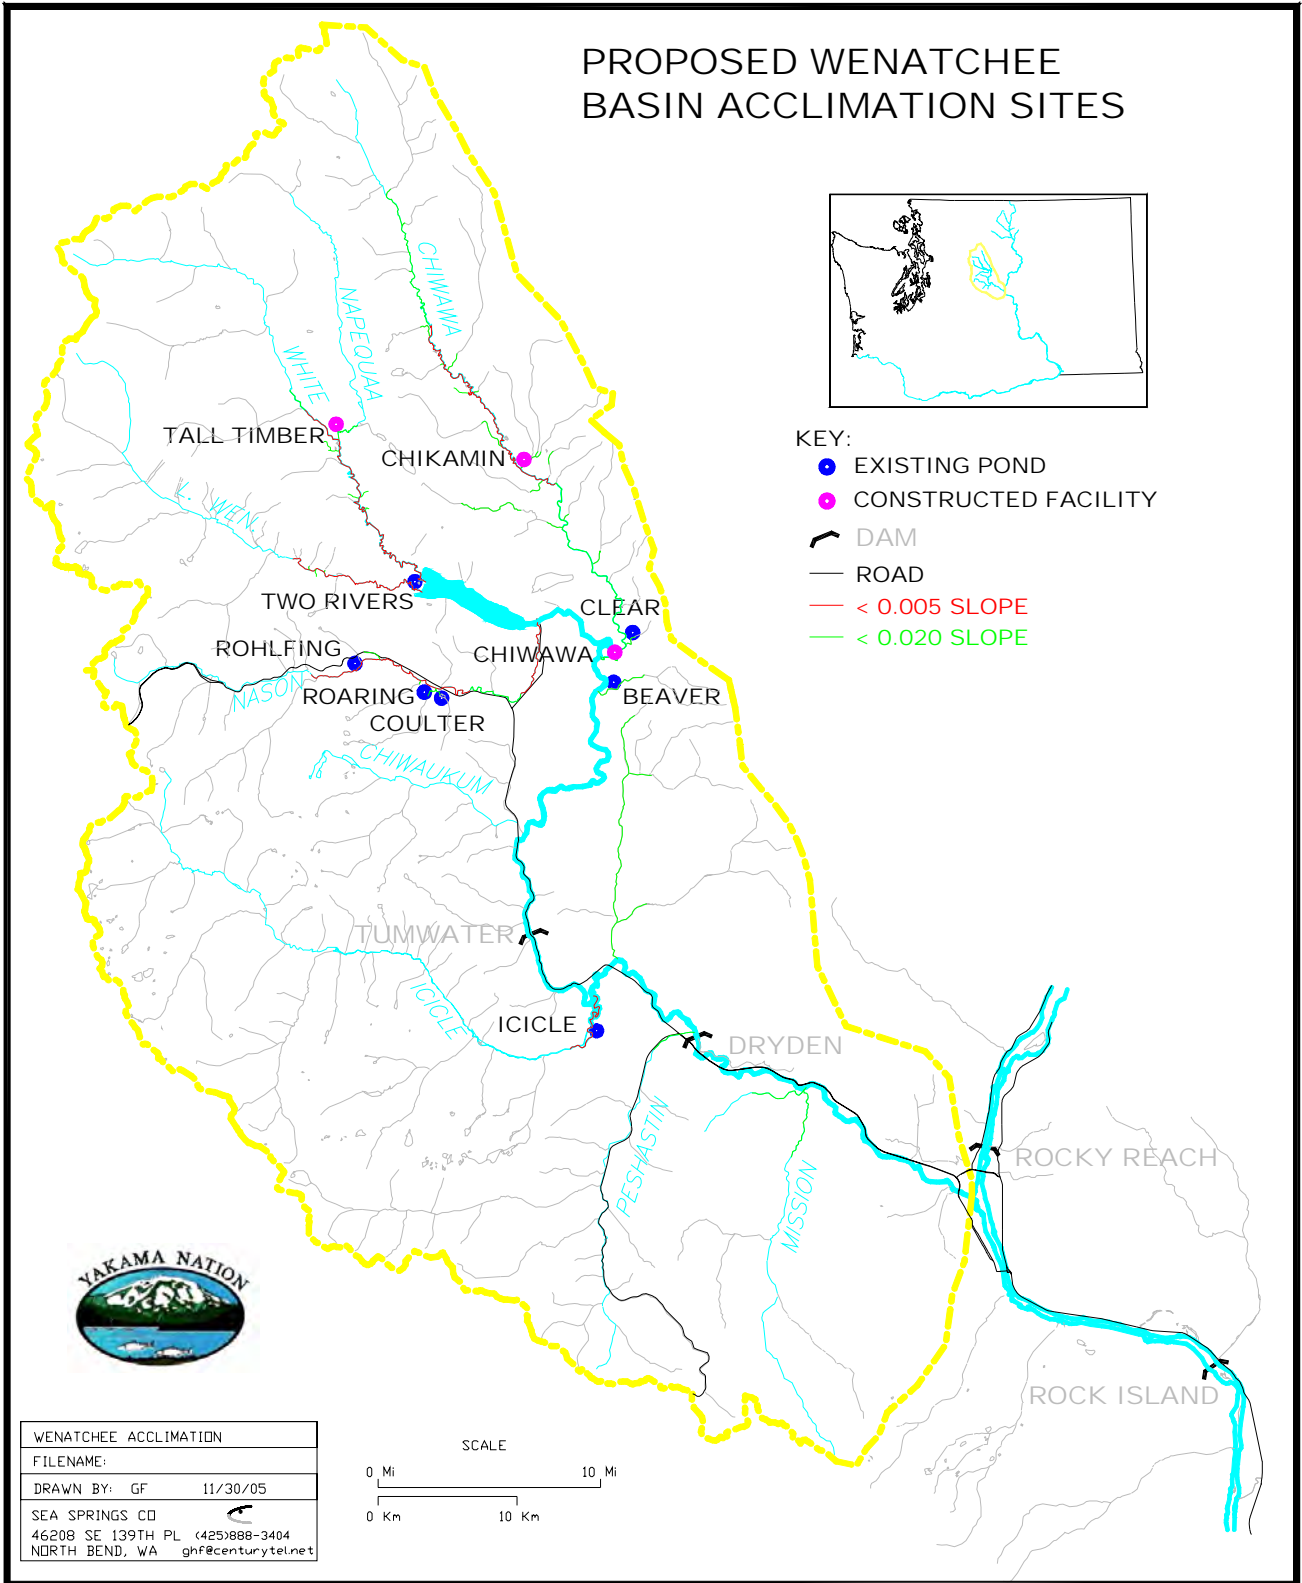 PROPOSED WENATCHEE
BASIN ACCLIMATION SITES
KEY:
EXISTING POND
CONSTRUCTED FACILITY
DAM
ROAD
< 0.005 SLOPE
< 0.020 SLOPE
CHIWAWA
NAPEQUAA
WHITE
TALL TIMBER
CHIKAMIN
L. WEN.
TWO RIVERS
CLEAR
ROHLFING
CHIWAWA
NASON
ROARING
BEAVER
COULTER
CHIWAUKUM
TUMWATER
ICICLE
ICICLE
DRYDEN
PESHASTIN
MISSION
ROCKY REACH
ROCK ISLAND
YAKAMA NATION
WENATCHEE ACCLIMATION
FILENAME:
DRAWN BY: GF 11/30/05
SEA SPRINGS CO
46208 SE 139TH PL (425)888-3404
NORTH BEND, WA ghf@centurytel.net
SCALE
0 Mi 10 Mi
0 Km 10 Km